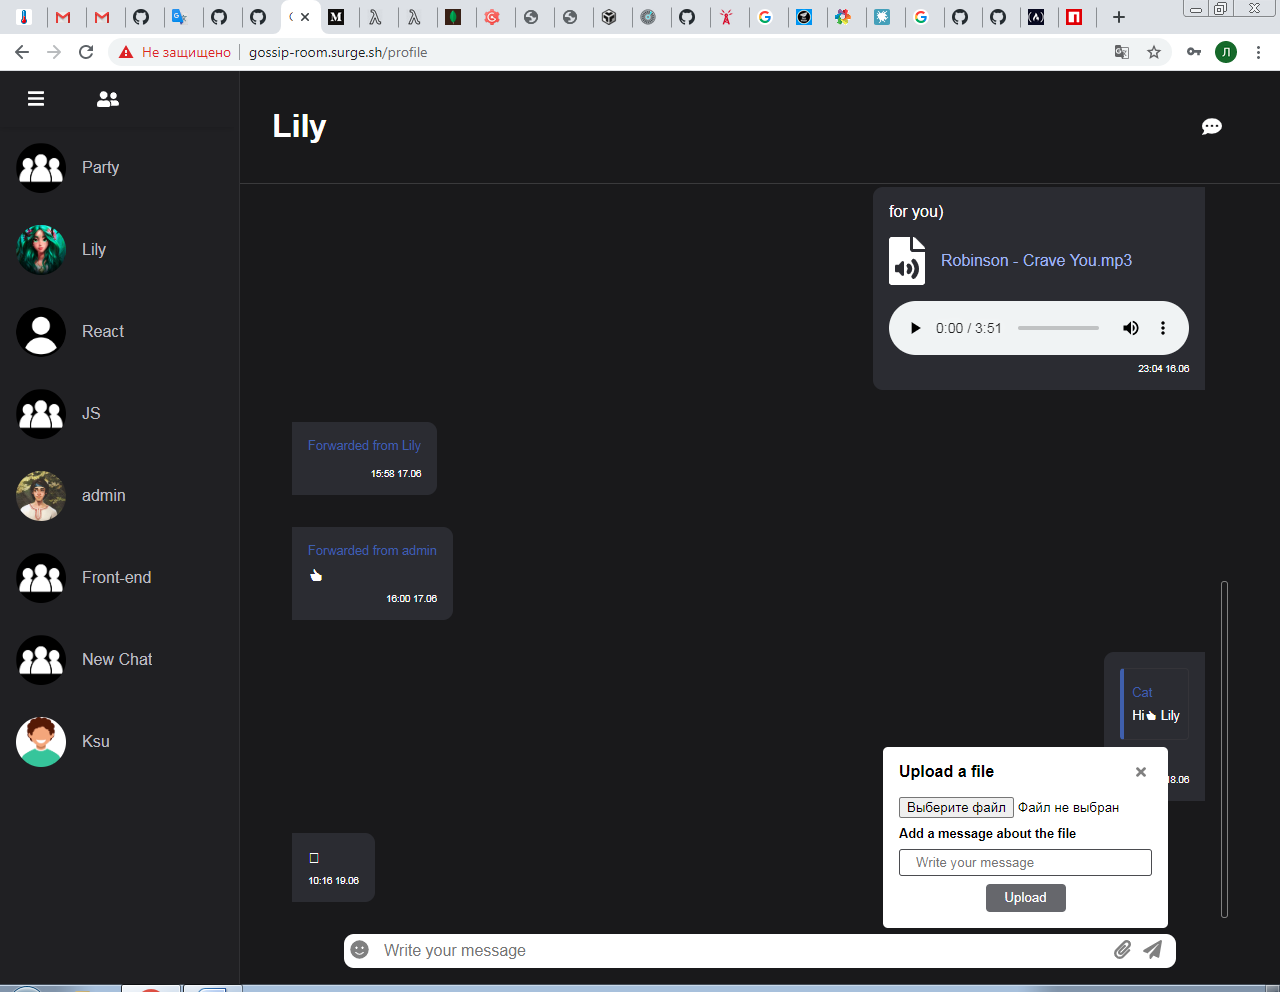 Не защищено
gossip-room.surge.sh/profile
Л
Lily
Party
Lily
React
JS
admin
Front-end
New Chat
Ksu
for you)
Robinson - Crave You.mp3
0:00 / 3:51
23:04 16.06
Forwarded from Lily
15:58 17.06
Forwarded from admin
16:00 17.06
Cat
Hi Lily
18.06
10:16 19.06
Upload a file
Выберите файл Файл не выбран
Add a message about the file
Write your message
Upload
Write your message